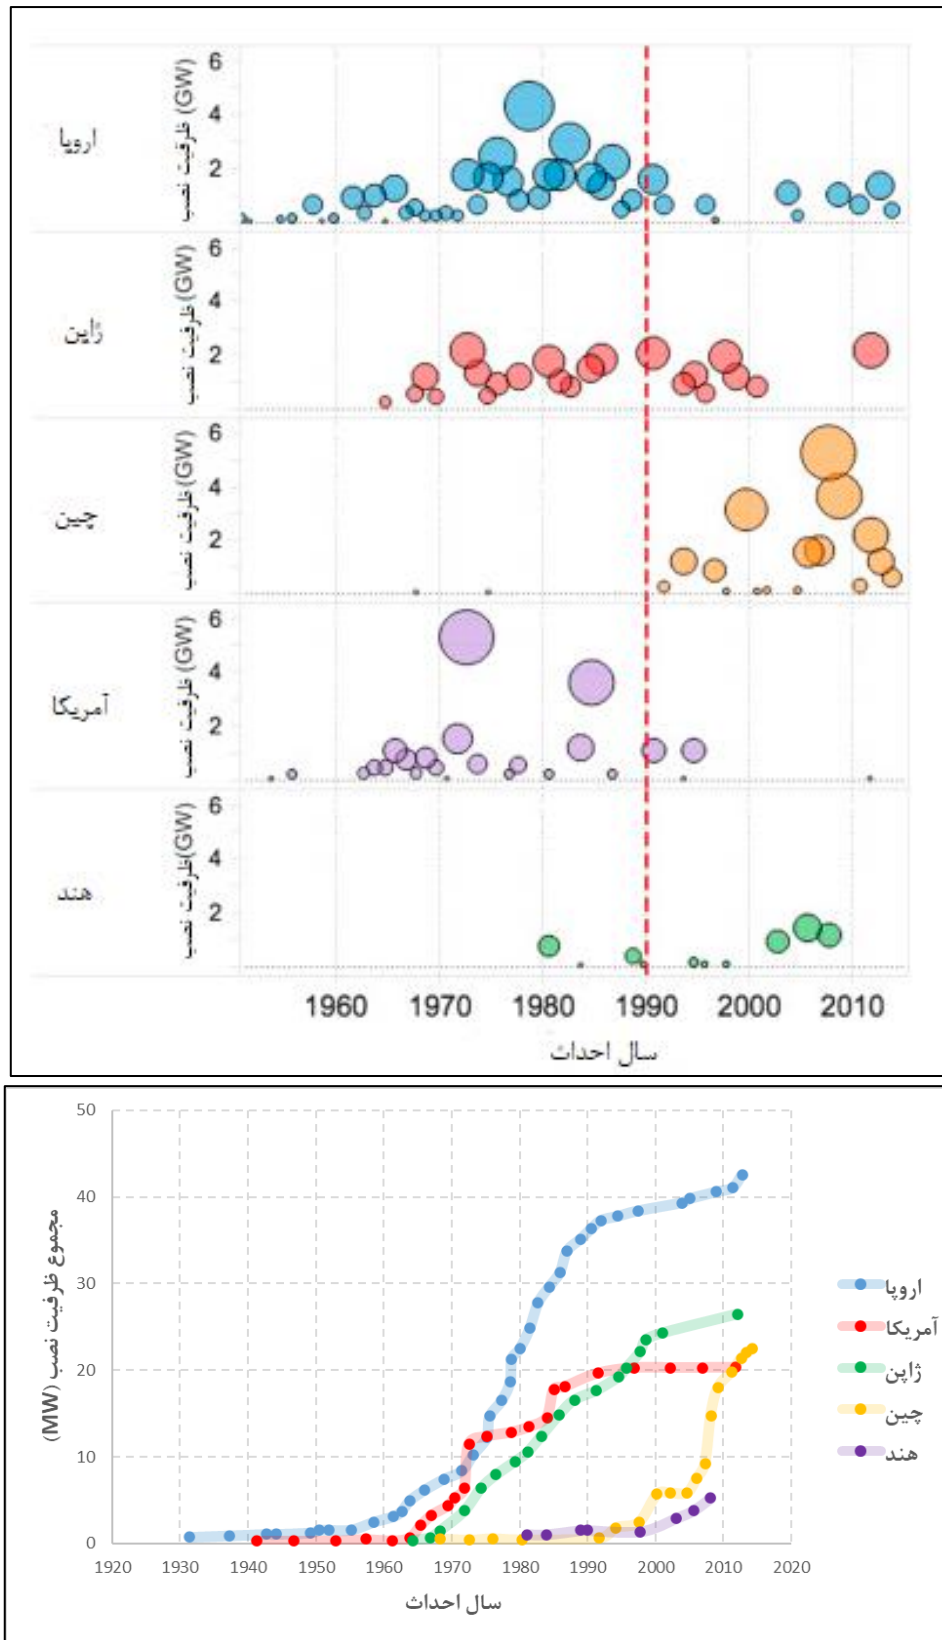 6
4
2
ظرفیت نصب (GW)
اروپا
6
4
2
ظرفیت نصب (GW)
ژاپن
6
4
2
ظرفیت نصب (GW)
چین
6
4
2
ظرفیت نصب (GW)
آمریکا
6
4
2
ظرفیت نصب (GW)
هند
1960 1970 1980 1990 2000 2010
سال احداث
50
40
30
20
10
0
مجموع ظرفیت نصب (MW)
1920 1930 1940 1950 1960 1970 1980 1990 2000 2010 2020
سال احداث
اروپا
آمریکا
ژاپن
چین
هند